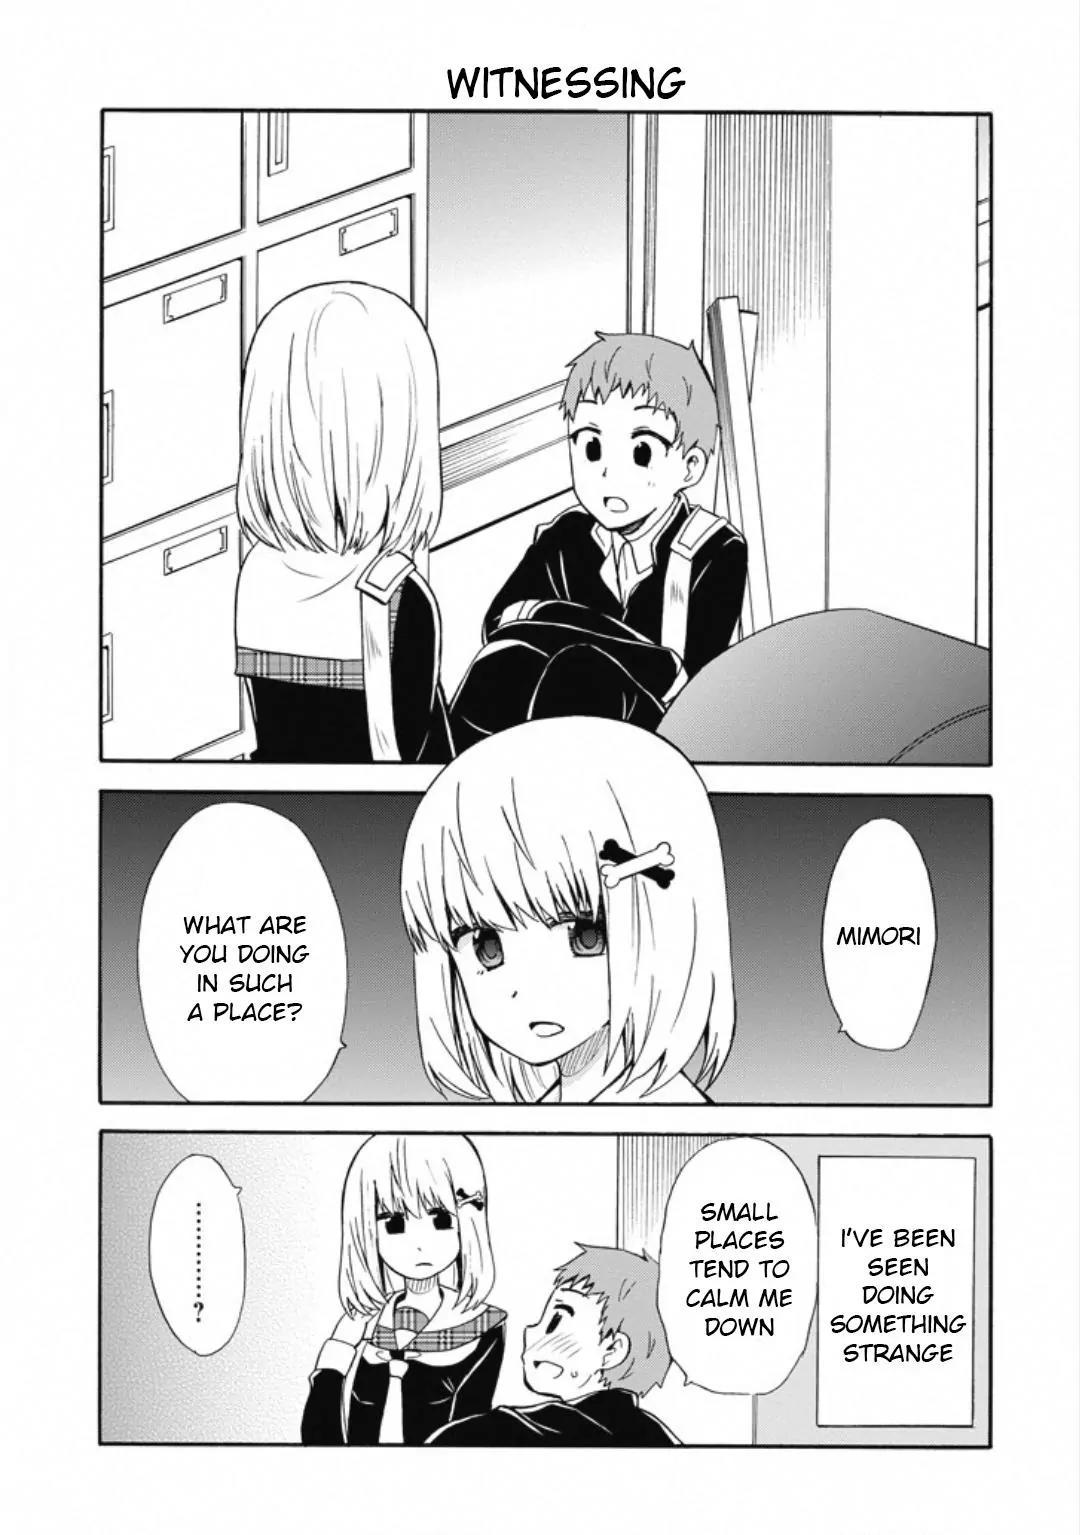 WITNESSING
MIMORI
WHAT ARE
YOU DOING
IN SUCH
A PLACE?
I'VE BEEN
SEEN
DOING
SOMETHING
STRANGE
SMALL
PLACES
TEND TO
CALM ME
DOWN
..........?